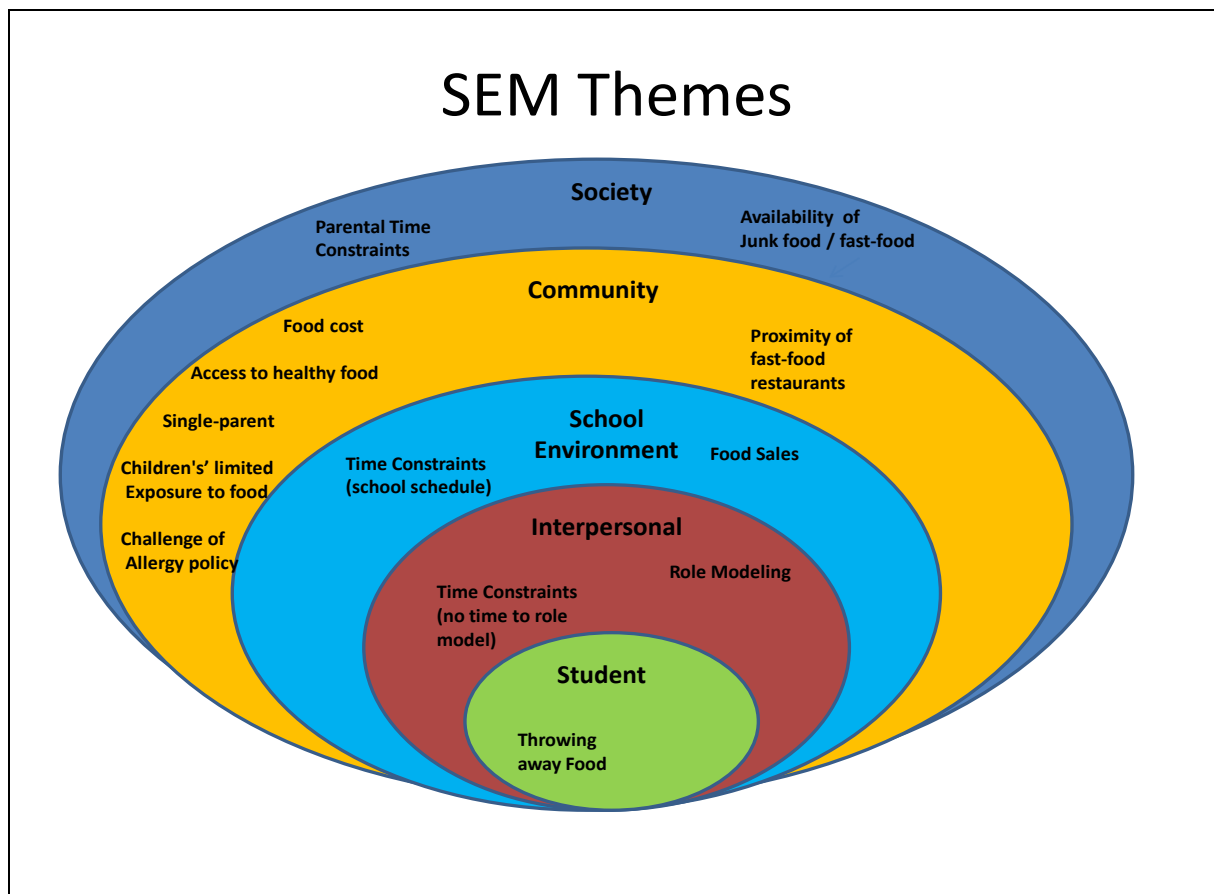 SEM Themes
Society
Parental Time
Constraints
Availability  of
Junk food / fast-food
Community
Food cost
Access to healthy food
Single-parent
Children's' limited
Exposure to food
Challenge of
Allergy policy
Proximity of
fast-food
restaurants
School
Environment
Time Constraints
(school schedule)
Food Sales
Interpersonal
Time Constraints
(no time to role
model)
Role Modeling
Student
Throwing
away Food